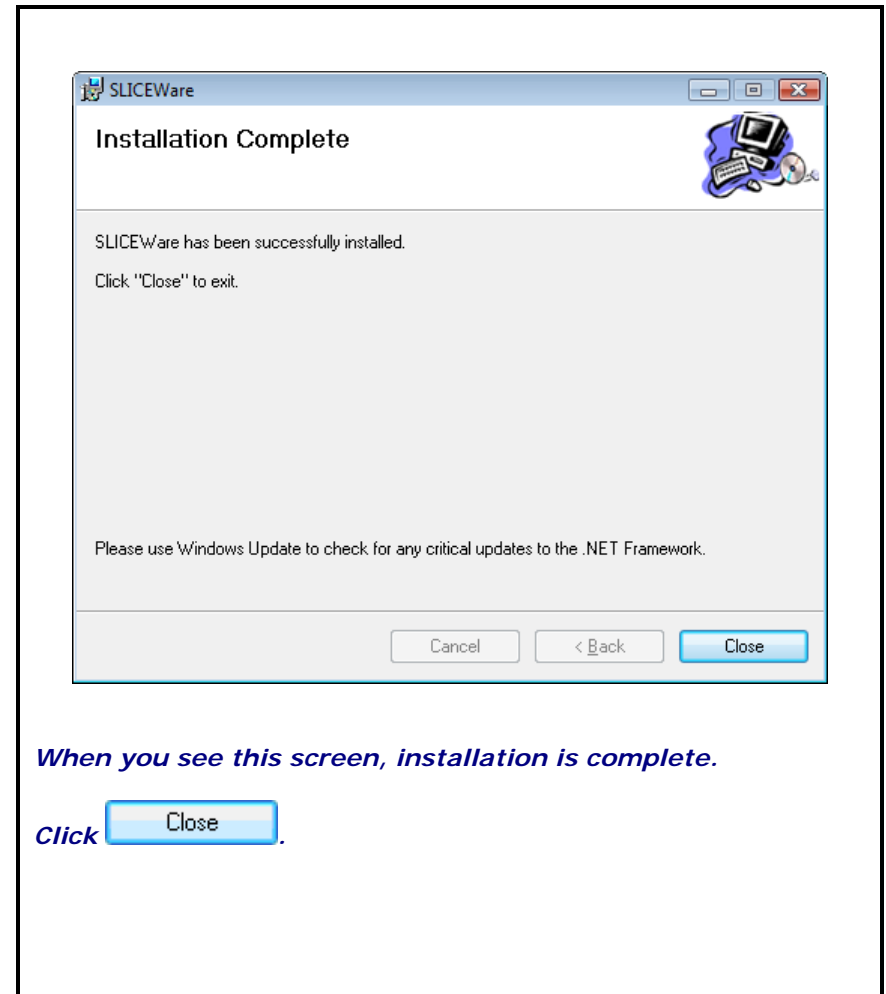 SLICEWare
Installation Complete
SLICEWare has been successfully installed.
Click "Close" to exit.
Please use Windows Update to check for any critical updates to the .NET Framework.
Cancel
< Back
Close
When you see this screen, installation is complete.
Click Close .